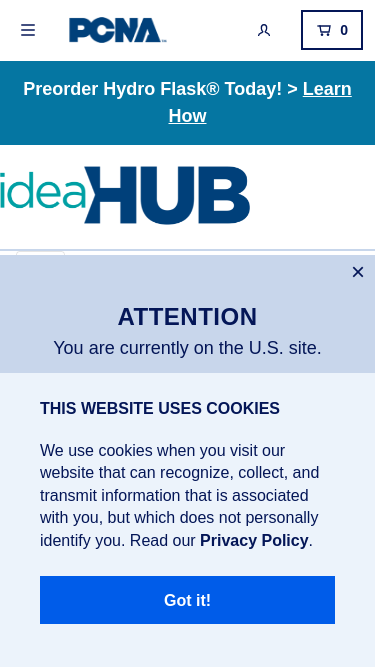 PCNA
0
Preorder Hydro Flask® Today! > Learn
How
ideaHUB
ATTENTION
You are currently on the U.S. site.
THIS WEBSITE USES COOKIES
We use cookies when you visit our
website that can recognize, collect, and
transmit information that is associated
with you, but which does not personally
identify you. Read our Privacy Policy.
Got it!